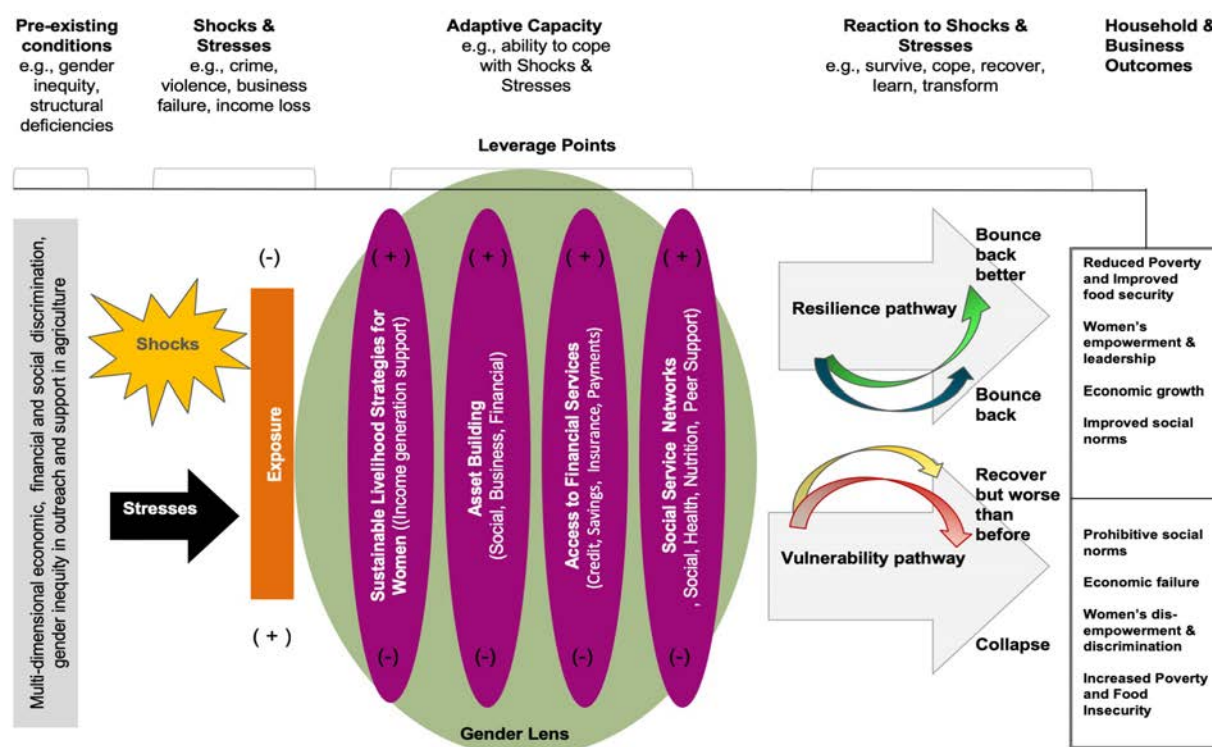 Pre-existing
conditions
e.g., gender
inequity,
structural
deficiencies
Shocks &
Stresses
e.g., crime,
violence, business
failure, income loss
Adaptive Capacity
e.g., ability to cope
with Shocks &
Stresses
Reaction to Shocks &
Stresses
e.g., survive, cope, recover,
learn, transform
Household &
Business
Outcomes
Leverage Points
Multi-dimensional economic, financial and social discrimination,
gender inequity in outreach and support in agriculture
Shocks
Stresses
(-)
Exposure
( + )
( + )
Sustainable Livelihood Strategies for
Women ((Income generation support)
(-)
( + )
Asset Building
(Social, Business, Financial)
(-)
( + )
Access to Financial Services
(Credit, Savings, Insurance, Payments)
(-)
( + )
Social Service Networks
, Social, Health, Nutrition, Peer Support)
(-)
Gender Lens
Resilience pathway
Bounce
back
better
Bounce
back
Vulnerability pathway
Recover
but worse
than
before
Collapse
Reduced Poverty
and Improved
food security
Women's
empowerment &
leadership
Economic growth
Improved social
norms
Prohibitive social
norms
Economic failure
Women's dis-
empowerment &
discrimination
Increased Poverty
and Food
Insecurity